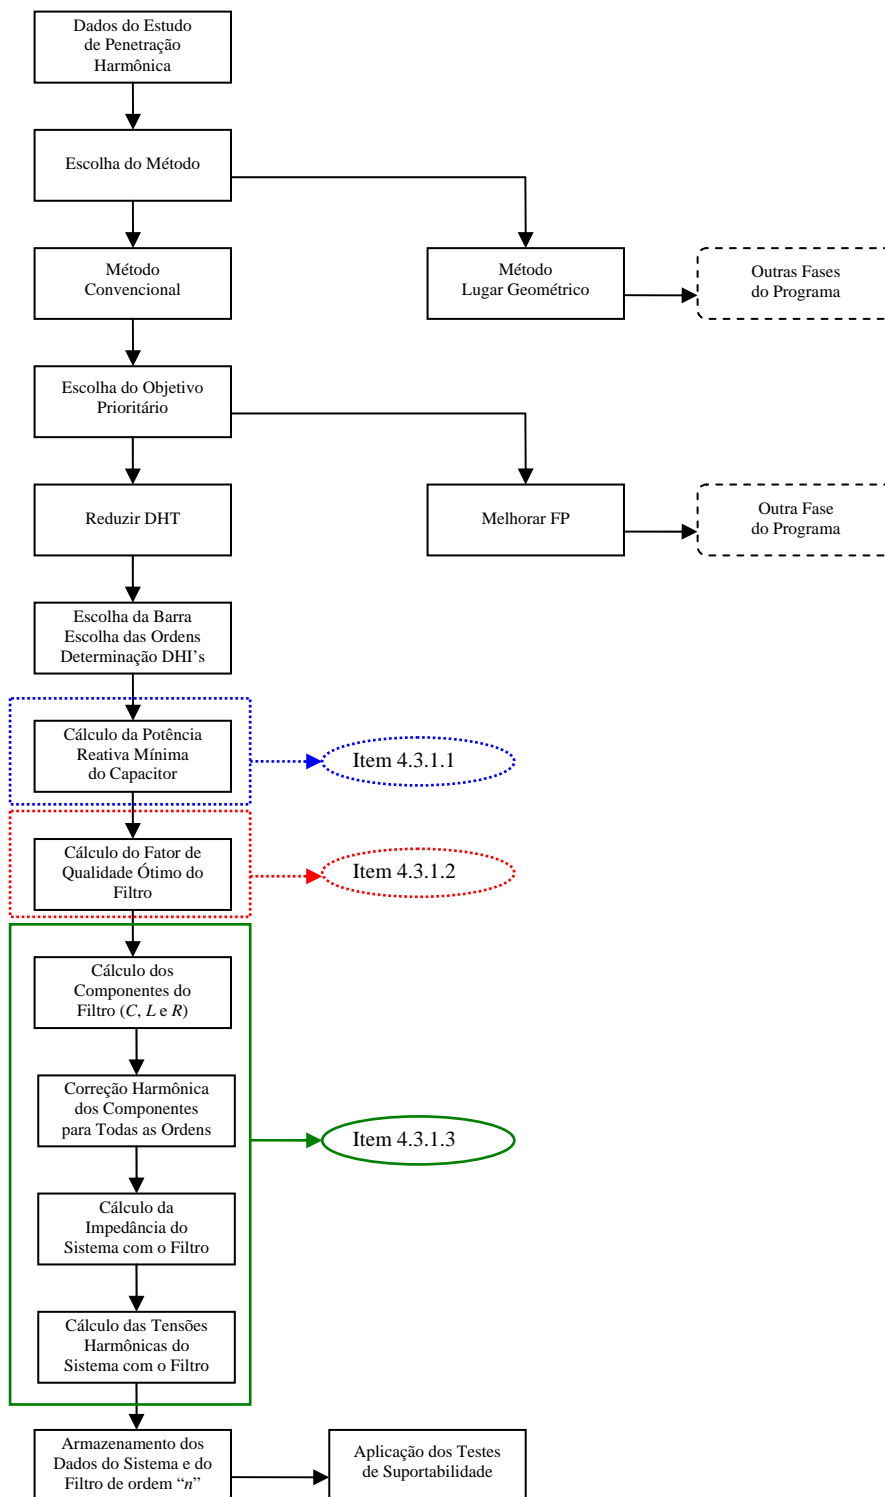 Dados do Estudo
de Penetração
Harmônica
Escolha do Método
Método
Convencional
Método
Lugar Geométrico
Outras Fases
do Programa
Escolha do Objetivo
Prioritário
Reduzir DHT
Melhorar FP
Outra Fase
do Programa
Escolha da Barra
Escolha das Ordens
Determinação DHI’s
Cálculo da Potência
Reativa Mínima
do Capacitor
Item 4.3.1.1
Cálculo do Fator de
Qualidade Ótimo do
Filtro
Item 4.3.1.2
Cálculo dos
Componentes do
Filtro (C, L e R)
Correção Harmônica
dos Componentes
para Todas as Ordens
Item 4.3.1.3
Cálculo da
Impedância do
Sistema com o Filtro
Cálculo das Tensões
Harmônicas do
Sistema com o Filtro
Armazenamento dos
Dados do Sistema e do
Filtro de ordem “n”
Aplicação dos Testes
de Suportabilidade